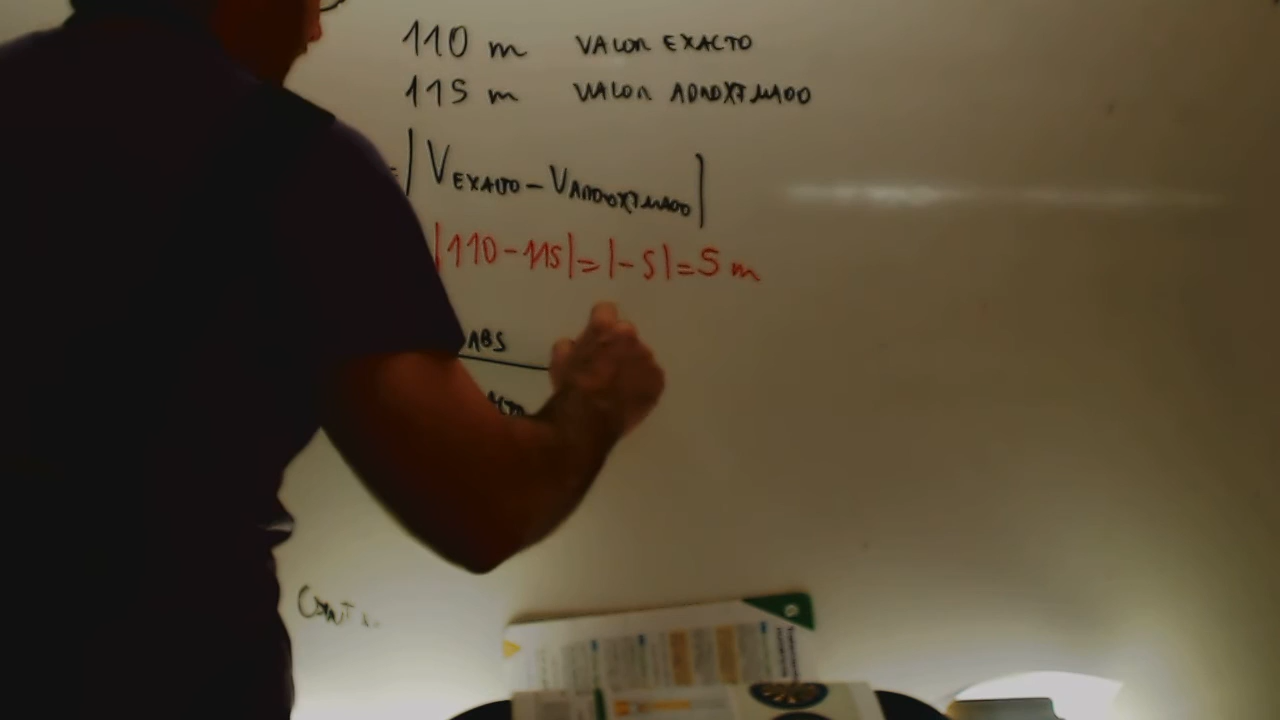 110 m VALOR EXACTO
115 m VALOR APROXIMADO
=|V EXACTO - V APROXIMADO|
|110-115|=|-5|=5 m
ABS